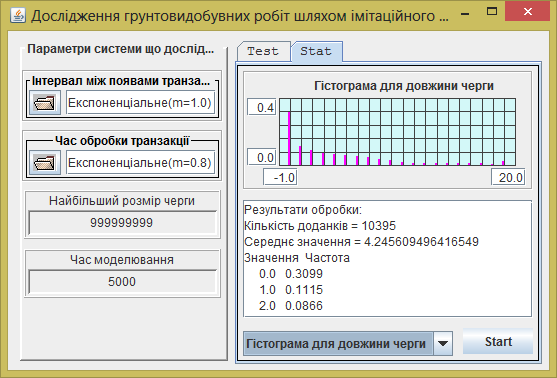 Дослідження грунтовидобувних робіт шляхом імітаційного ...
Параметри системи що дослід...
Інтервал між появами транза...
Експоненціальне(m=1.0)
Час обробки транзакції
Експоненціальне(m=0.8)
Найбільший розмір черги
999999999
Час моделювання
5000
Test
Stat
Гістограма для довжини черги
0.4
0.0
-1.0
20.0
Результати обробки:
Кількість доданків = 10395
Середнє значення = 4.245609496416549
Значення Частота
0.0 0.3099
1.0 0.1115
2.0 0.0866
Гістограма для довжини черги
Start